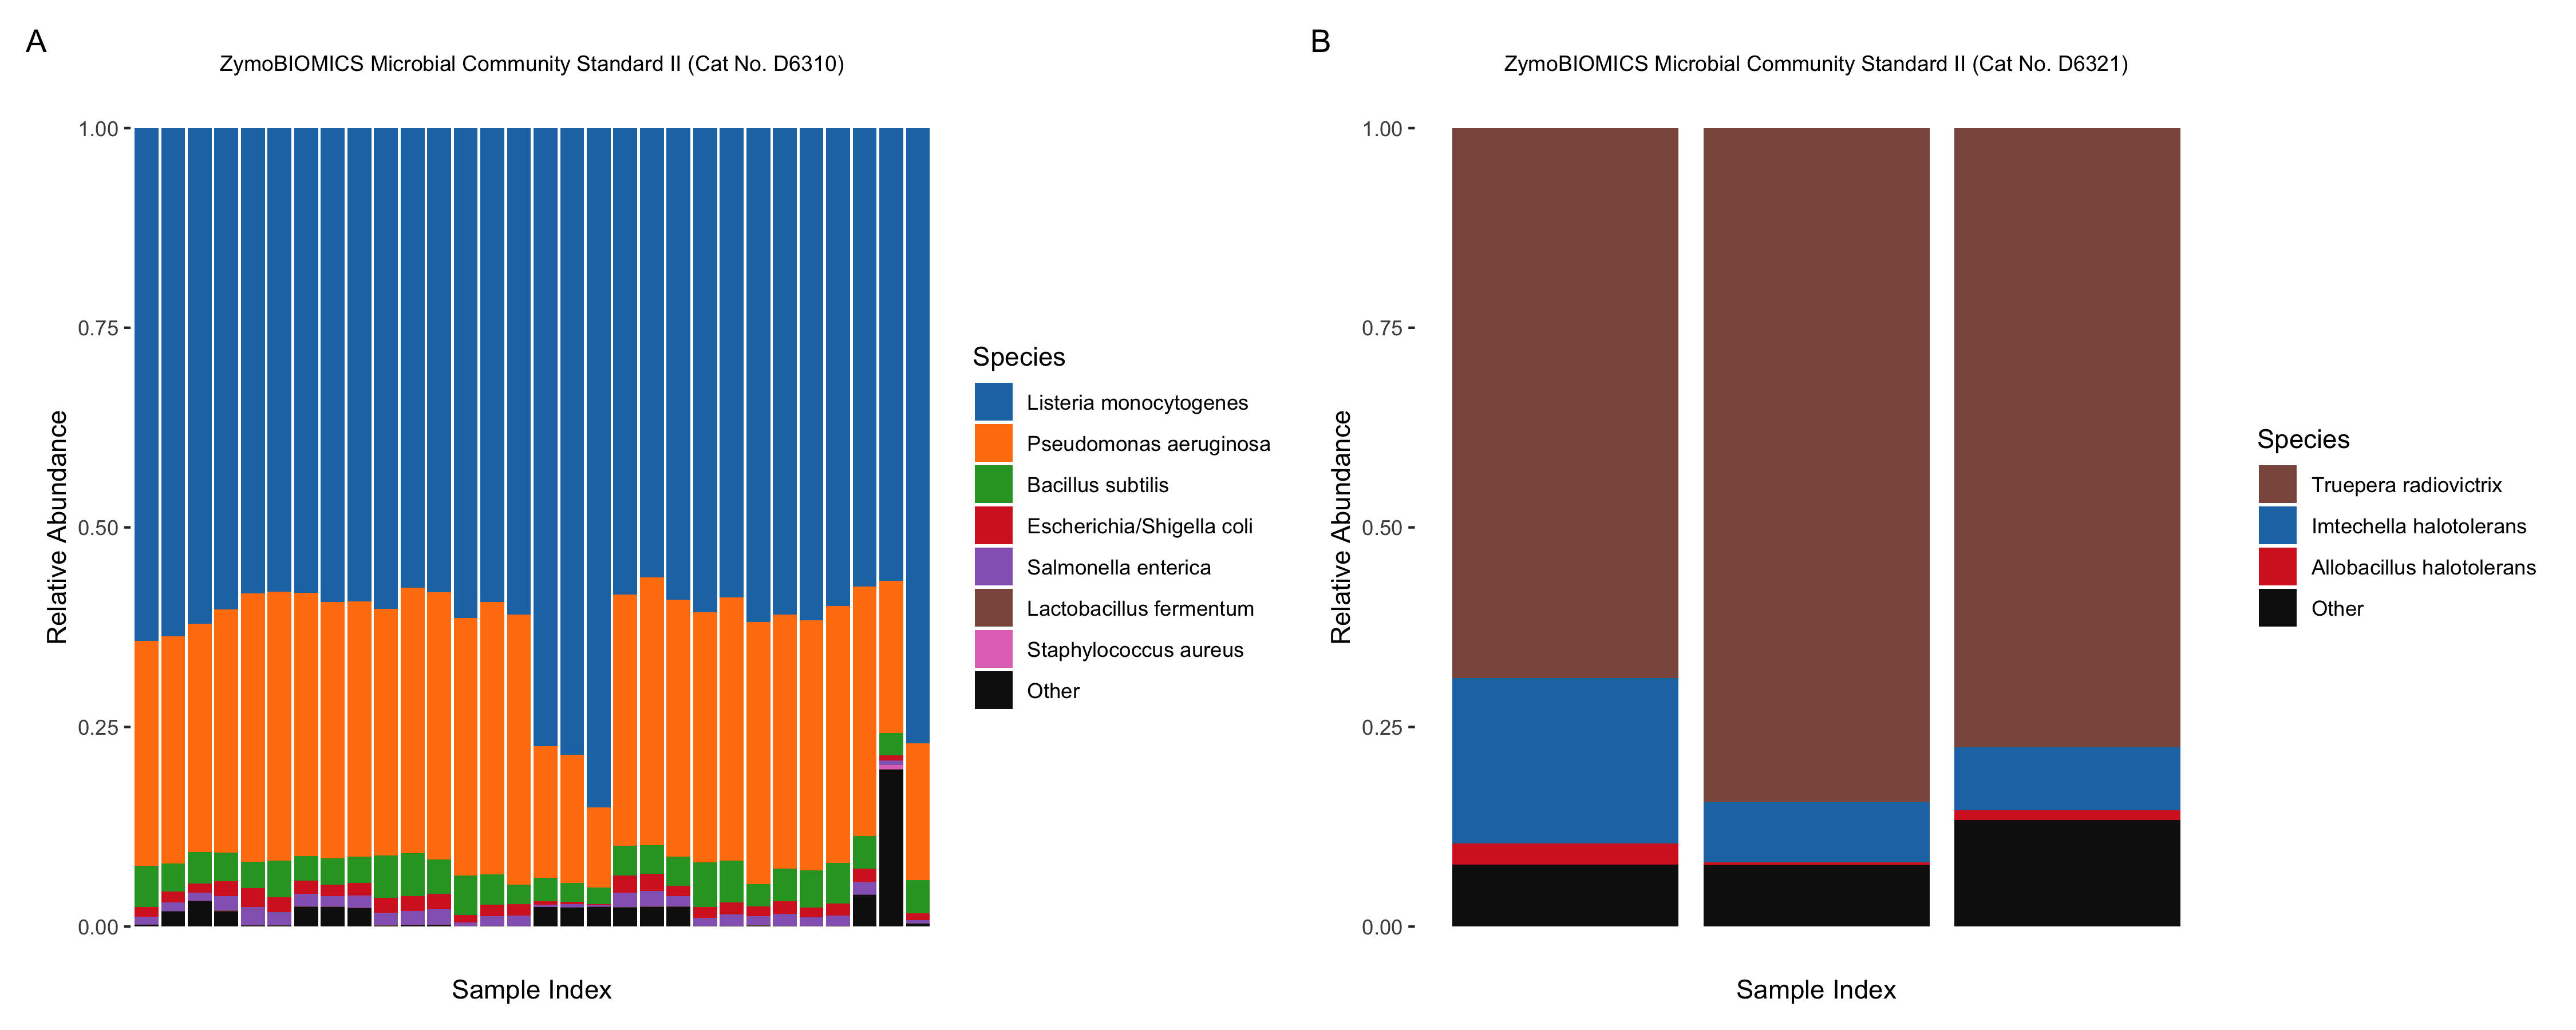 A
ZymoBIOMICS Microbial Community Standard II (Cat No. D6310)
1.00
0.75
0.50
0.25
0.00
Relative Abundance
Sample Index
Species
Listeria monocytogenes
Pseudomonas aeruginosa
Bacillus subtilis
Escherichia/Shigella coli
Salmonella enterica
Lactobacillus fermentum
Staphylococcus aureus
Other
B
ZymoBIOMICS Microbial Community Standard II (Cat No. D6321)
1.00
0.75
0.50
0.25
0.00
Relative Abundance
Sample Index
Species
Truepera radiovictrix
Imtechella halotolerans
Allobacillus halotolerans
Other